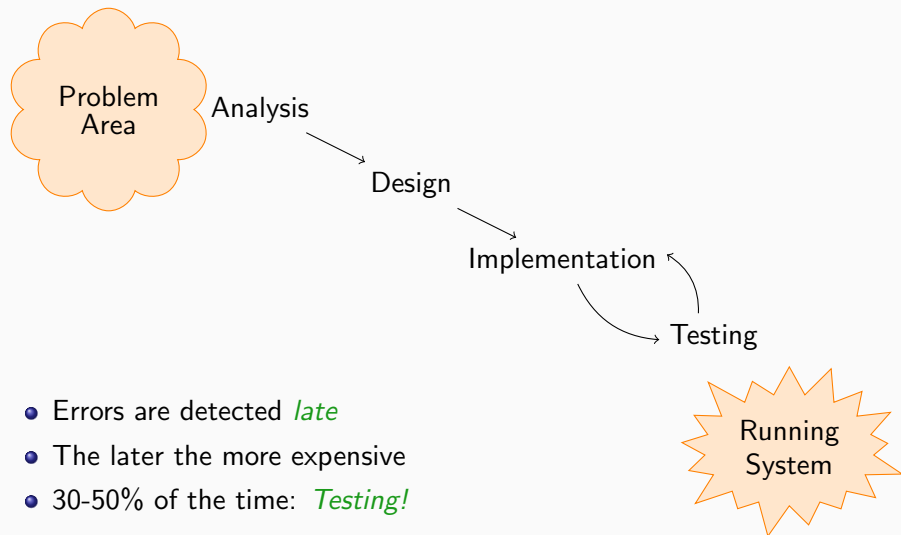 Problem
Area
Analysis
Design
Implementation
Testing
Errors are detected late
The later the more expensive
30-50% of the time: Testing!
Running
System